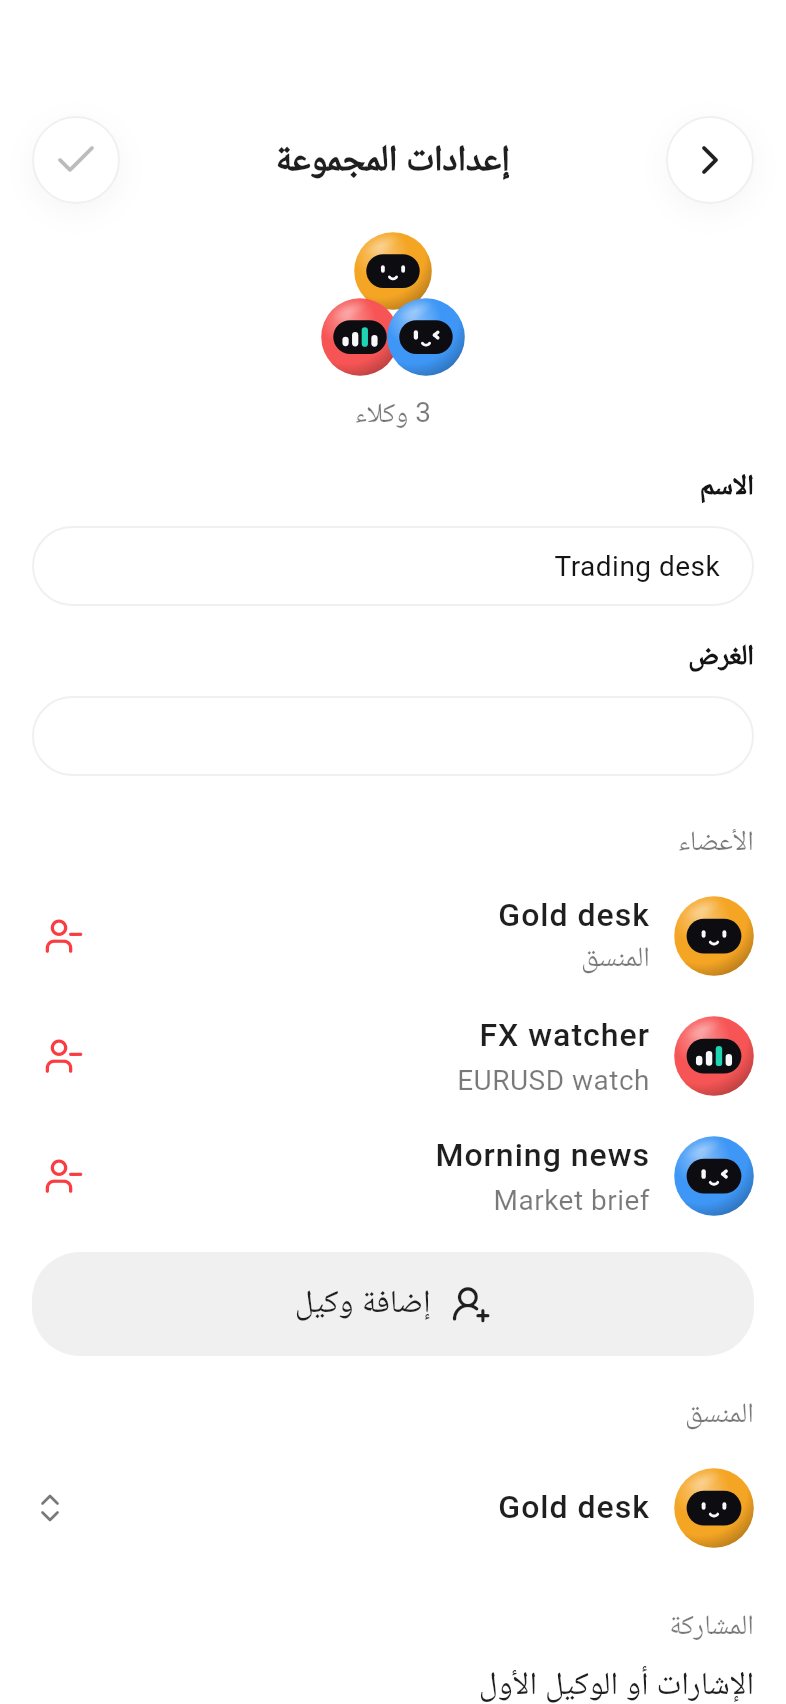 إعدادات المجموعة
3 وكلاء
الاسم
Trading desk
الغرض
الأعضاء
Gold desk
المنسق
FX watcher
EURUSD watch
Morning news
Market brief
إضافة وكيل
المنسق
Gold desk
المشاركة
الإشارات أو الوكيل الأول